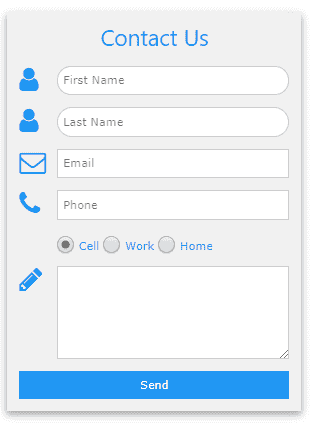 Contact Us
First Name
Last Name
Email
Phone
Cell Work Home
Send